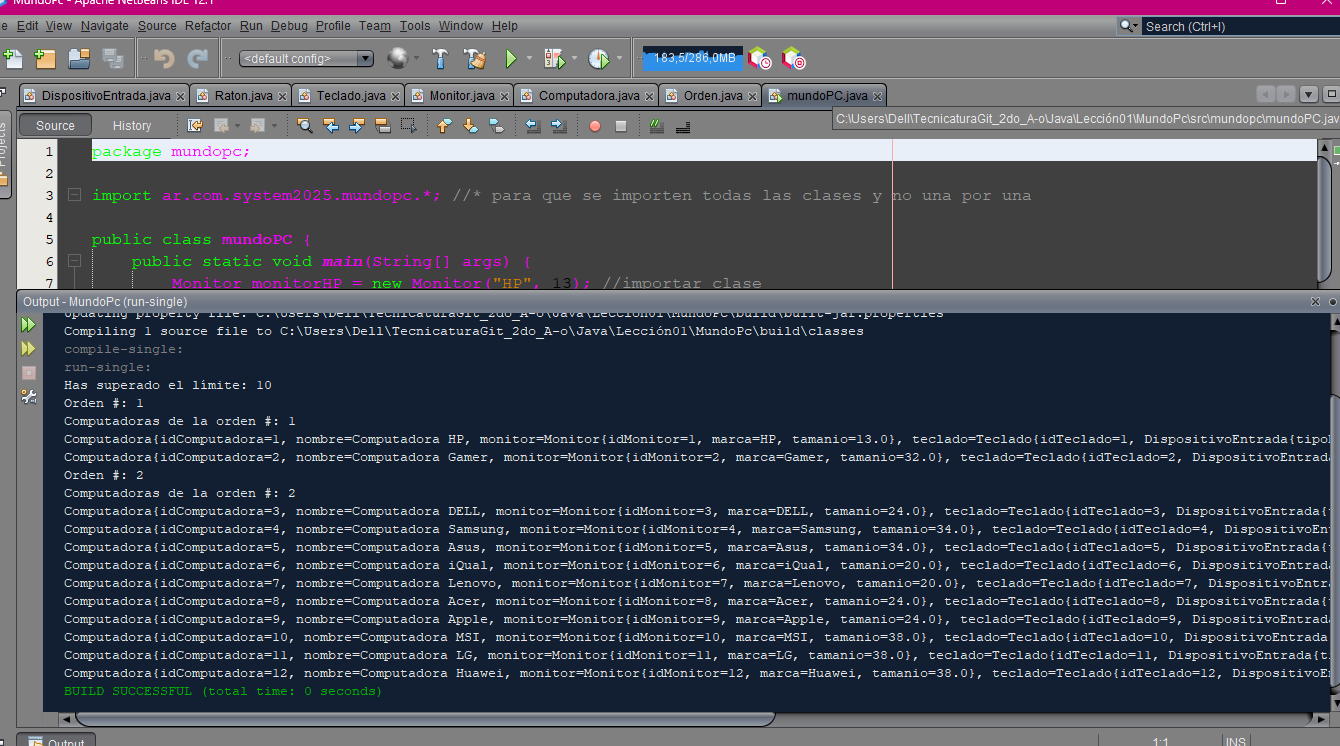 MundoPc - Apache NetBeans IDE 12.1
Edit View Navigate Source Refactor Run Debug Profile Team Tools Window Help
Search (Ctrl+I)
<default config>
183,5/286,0MB
DispositivoEntrada.java Raton.java Teclado.java Monitor.java Computadora.java Orden.java mundoPC.java
Source History
C:\Users\Dell\TecnicaturaGit_2do_A-o\Java\Lección01\MundoPc\src\mundopc\mundoPC.jav
Projects
1 package mundopc;
2
3 import ar.com.system2025.mundopc.*; //* para que se importen todas las clases y no una por una
4
5 public class mundoPC {
6 public static void main(String[] args) {
7 Monitor monitorHP = new Monitor("HP", 13); //importar clase
Output - MundoPc (run-single)
Updating property file: C:\Users\Dell\TecnicaturaGit_2do_A-o\Java\Lección01\MundoPc\build\built-jar.properties
Compiling 1 source file to C:\Users\Dell\TecnicaturaGit_2do_A-o\Java\Lección01\MundoPc\build\classes
compile-single:
run-single:
Has superado el límite: 10
Orden #: 1
Computadoras de la orden #: 1
Computadora{idComputadora=1, nombre=Computadora HP, monitor=Monitor{idMonitor=1, marca=HP, tamanio=13.0}, teclado=Teclado{idTeclado=1, DispositivoEntrada{tipo
Computadora{idComputadora=2, nombre=Computadora Gamer, monitor=Monitor{idMonitor=2, marca=Gamer, tamanio=32.0}, teclado=Teclado{idTeclado=2, DispositivoEntrada
Orden #: 2
Computadoras de la orden #: 2
Computadora{idComputadora=3, nombre=Computadora DELL, monitor=Monitor{idMonitor=3, marca=DELL, tamanio=24.0}, teclado=Teclado{idTeclado=3, DispositivoEntrada{
Computadora{idComputadora=4, nombre=Computadora Samsung, monitor=Monitor{idMonitor=4, marca=Samsung, tamanio=34.0}, teclado=Teclado{idTeclado=4, DispositivoEn
Computadora{idComputadora=5, nombre=Computadora Asus, monitor=Monitor{idMonitor=5, marca=Asus, tamanio=34.0}, teclado=Teclado{idTeclado=5, DispositivoEntrada{
Computadora{idComputadora=6, nombre=Computadora iQual, monitor=Monitor{idMonitor=6, marca=iQual, tamanio=20.0}, teclado=Teclado{idTeclado=6, DispositivoEntrada
Computadora{idComputadora=7, nombre=Computadora Lenovo, monitor=Monitor{idMonitor=7, marca=Lenovo, tamanio=20.0}, teclado=Teclado{idTeclado=7, DispositivoEntr
Computadora{idComputadora=8, nombre=Computadora Acer, monitor=Monitor{idMonitor=8, marca=Acer, tamanio=24.0}, teclado=Teclado{idTeclado=8, DispositivoEntrada{
Computadora{idComputadora=9, nombre=Computadora Apple, monitor=Monitor{idMonitor=9, marca=Apple, tamanio=24.0}, teclado=Teclado{idTeclado=9, DispositivoEntrada
Computadora{idComputadora=10, nombre=Computadora MSI, monitor=Monitor{idMonitor=10, marca=MSI, tamanio=38.0}, teclado=Teclado{idTeclado=10, DispositivoEntrada
Computadora{idComputadora=11, nombre=Computadora LG, monitor=Monitor{idMonitor=11, marca=LG, tamanio=38.0}, teclado=Teclado{idTeclado=11, DispositivoEntrada{ti
Computadora{idComputadora=12, nombre=Computadora Huawei, monitor=Monitor{idMonitor=12, marca=Huawei, tamanio=38.0}, teclado=Teclado{idTeclado=12, DispositivoE
BUILD SUCCESSFUL (total time: 0 seconds)
Output
1:1 INS